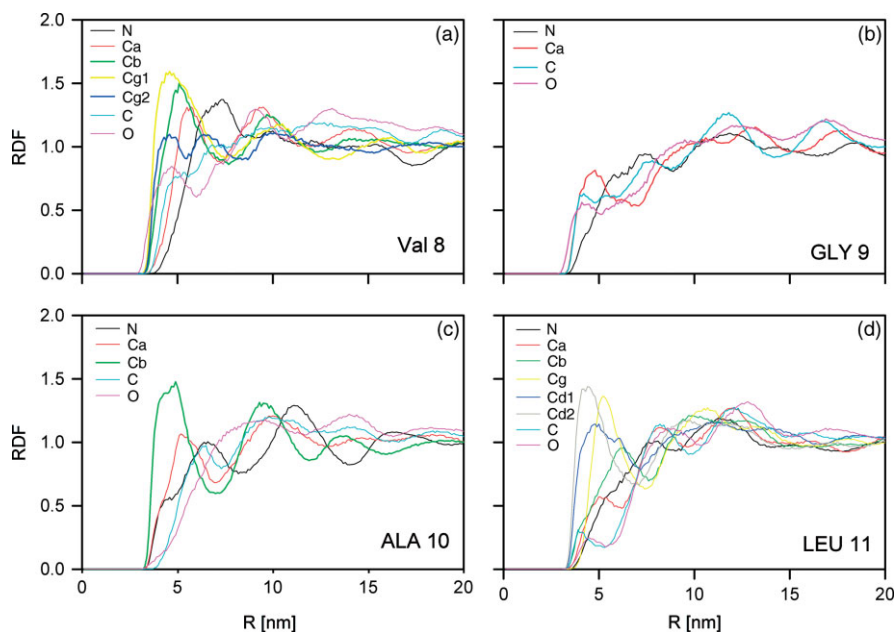 2.0
1.5
1.0
0.5
0.0
RDF
N
Ca
Cb
Cg1
Cg2
C
O
(a)
Val 8
N
Ca
C
O
(b)
GLY 9
2.0
1.5
1.0
0.5
0.0
RDF
0 5 10 15 20
R [nm]
N
Ca
Cb
C
O
(c)
ALA 10
N
Ca
Cb
Cg
Cd1
Cd2
C
O
(d)
LEU 11
0 5 10 15 20
R [nm]